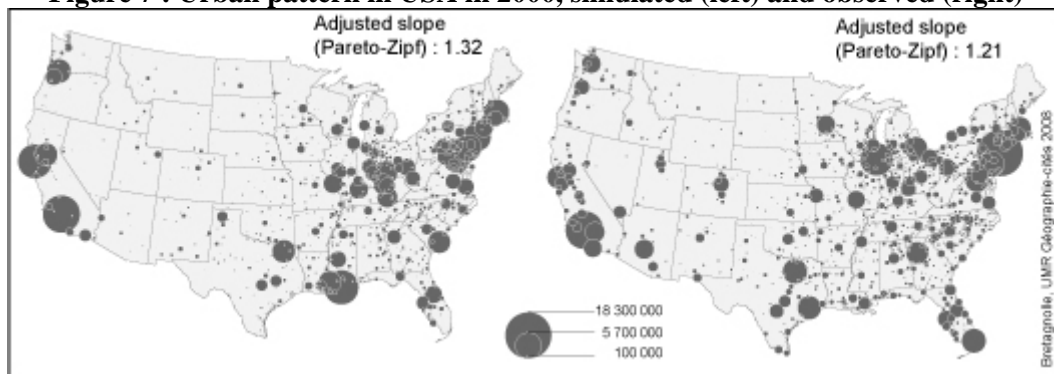 Figure 7 : Urban pattern in USA in 2000, simulated (left) and observed (right)
Adjusted slope
(Pareto-Zipf) : 1.32
Adjusted slope
(Pareto-Zipf) : 1.21
18 300 000
5 700 000
100 000
Bretagnolle, UMR Géographie-cités 2008